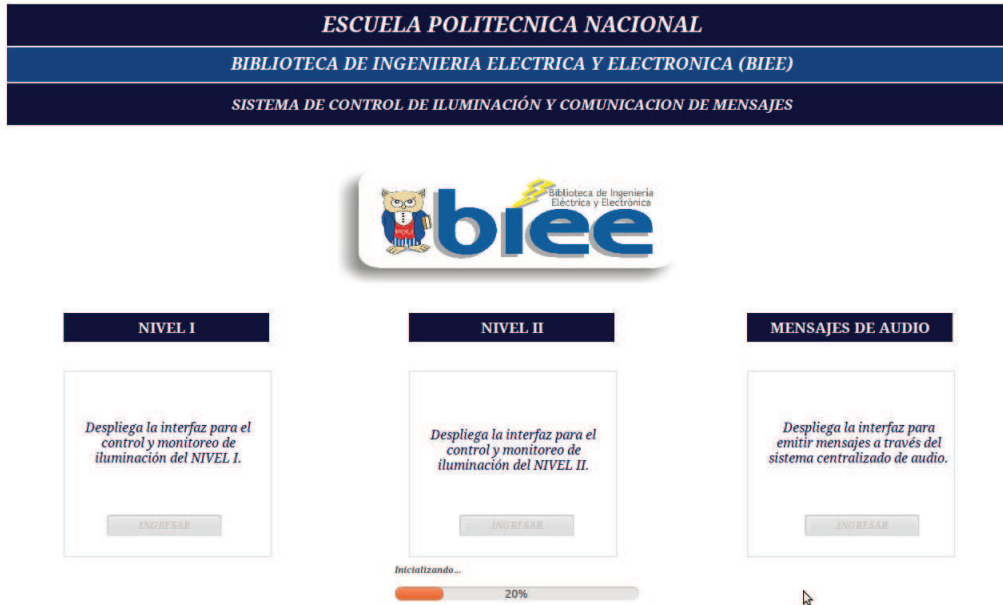 ESCUELA POLITECNICA NACIONAL
BIBLIOTECA DE INGENIERIA ELECTRICA Y ELECTRONICA (BIEE)
SISTEMA DE CONTROL DE ILUMINACIÓN Y COMUNICACION DE MENSAJES
Biblioteca de Ingeniería
Eléctrica y Electrónica
biee
NIVEL I
Despliega la interfaz para el
control y monitoreo de
iluminación del NIVEL I.
INGRESAR
NIVEL II
Despliega la interfaz para el
control y monitoreo de
iluminación del NIVEL II.
INGRESAR
MENSAJES DE AUDIO
Despliega la interfaz para
emitir mensajes a través del
sistema centralizado de audio.
INGRESAR
Inicializando...
20%